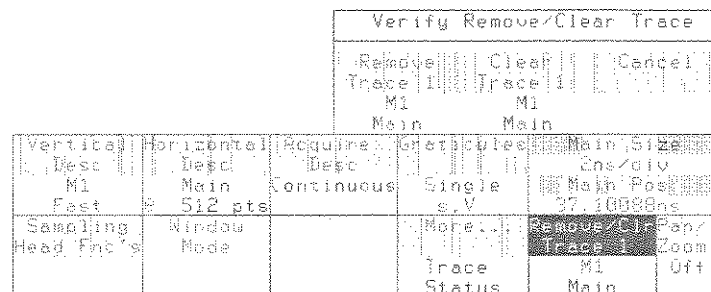 Verify Remove/Clear Trace
Remove Trace 1 M1 Main
Clear Trace 1 M1 Main
Cancel
Vertical Desc M1 Fast
Horizontal Desc Main @ 512 pts
Acquire Desc Continuous
Graticules Single s,V
Main Size 2ns/div
Main Pos 37.10088ns
Sampling Head Fnc's
Window Mode
More... Trace Status
Remove/Clr Trace 1 M1 Main
Pan/ Zoom Off